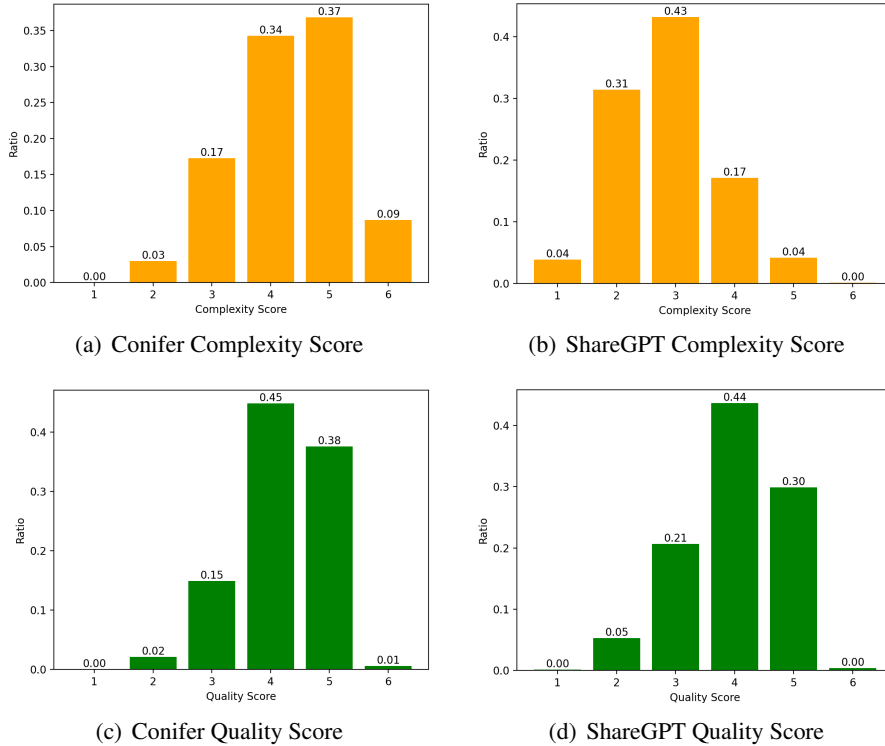 0.35
0.30
0.25
0.20
0.15
0.10
0.05
0.00
Ratio
0.00
0.03
0.17
0.34
0.37
0.09
1 2 3 4 5 6
Complexity Score
(a) Conifer Complexity Score
0.4
0.3
0.2
0.1
0.0
Ratio
0.04
0.31
0.43
0.17
0.04
0.00
1 2 3 4 5 6
Complexity Score
(b) ShareGPT Complexity Score
0.4
0.3
0.2
0.1
0.0
Ratio
0.00
0.02
0.15
0.45
0.38
0.01
1 2 3 4 5 6
Quality Score
(c) Conifer Quality Score
0.4
0.3
0.2
0.1
0.0
Ratio
0.00
0.05
0.21
0.44
0.30
0.00
1 2 3 4 5 6
Quality Score
(d) ShareGPT Quality Score